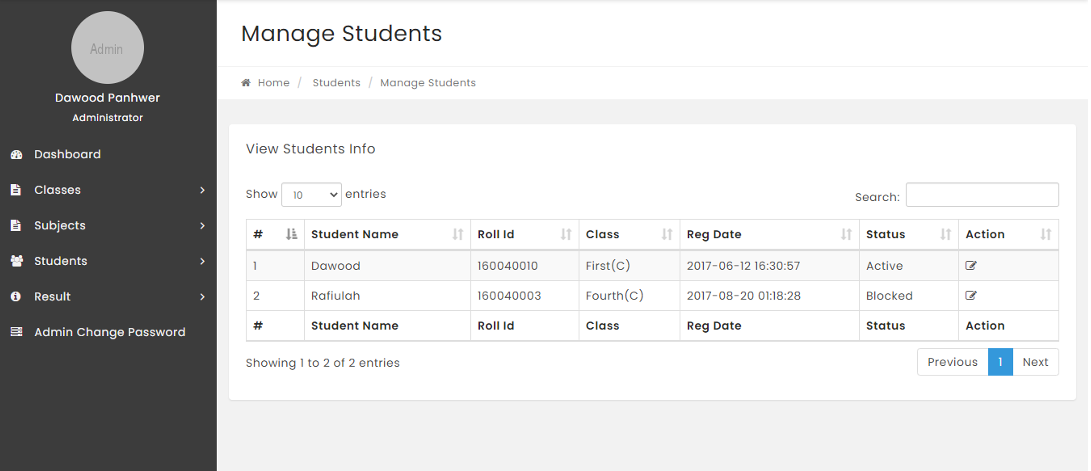 Admin
Dawood Panhwer
Administrator
Dashboard
Classes
Subjects
Students
Result
Admin Change Password
Manage Students
Home / Students / Manage Students
View Students Info
Show 10 entries
Search:
# Student Name Roll Id Class Reg Date Status Action
1 Dawood 160040010 First(C) 2017-06-12 16:30:57 Active
2 Rafiulah 160040003 Fourth(C) 2017-08-20 01:18:28 Blocked
# Student Name Roll Id Class Reg Date Status Action
Showing 1 to 2 of 2 entries
Previous 1 Next